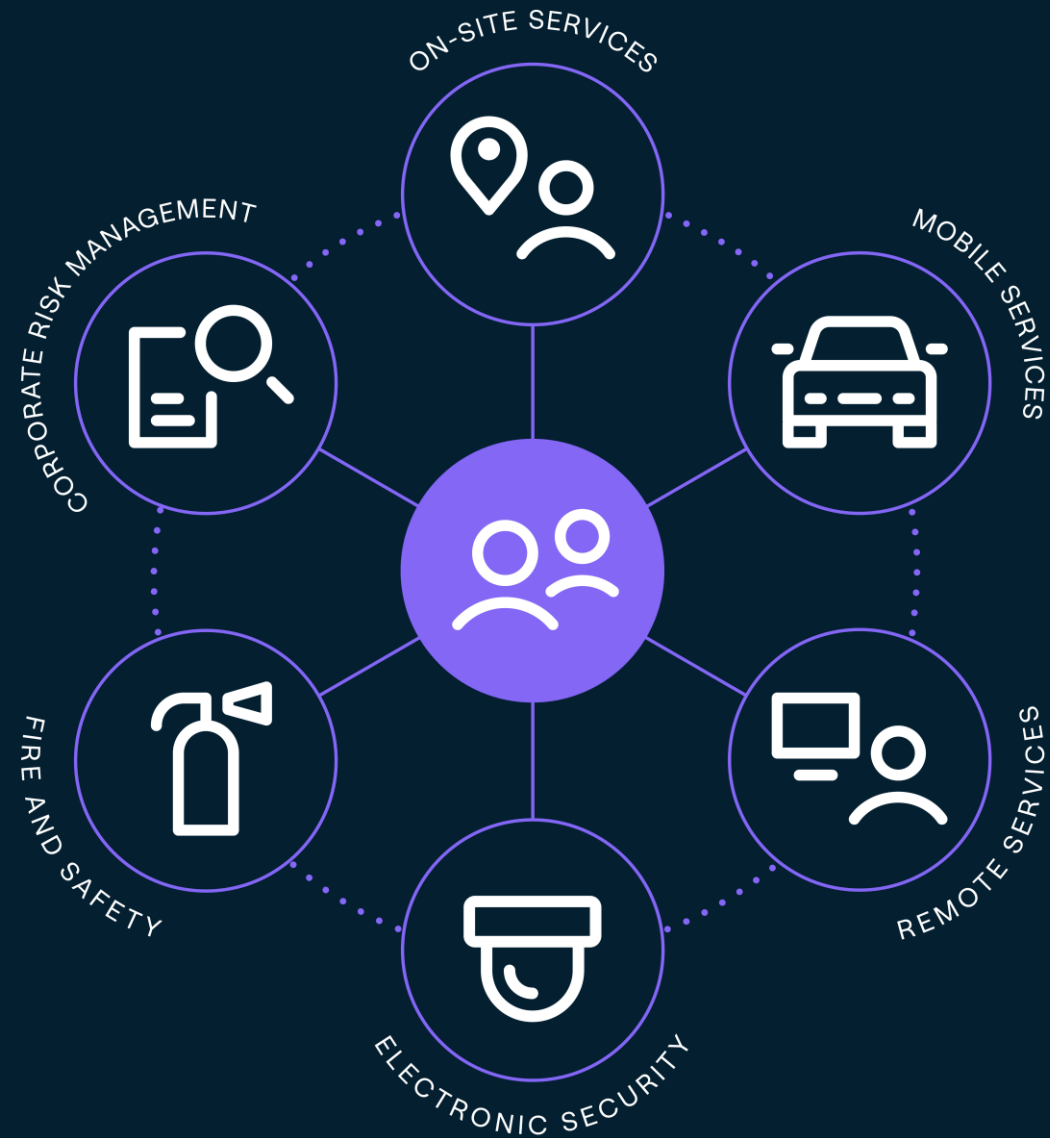 ON-SITE SERVICES
MOBILE SERVICES
REMOTE SERVICES
ELECTRONIC SECURITY
FIRE AND SAFETY
CORPORATE RISK MANAGEMENT